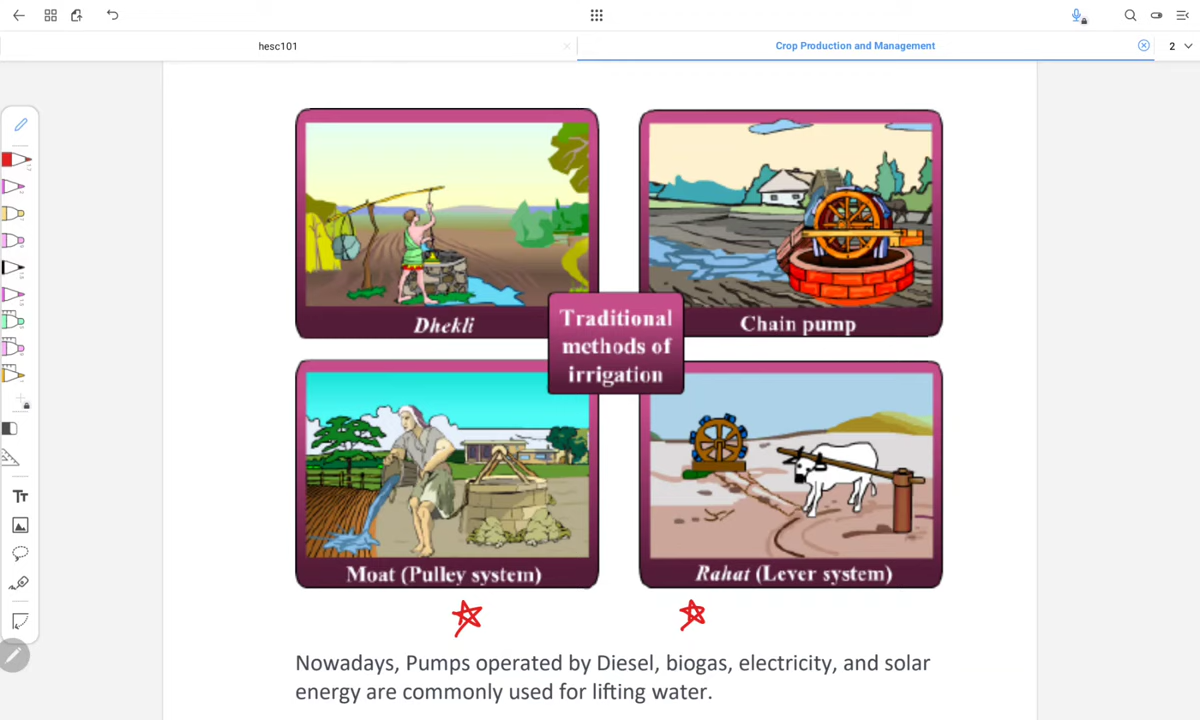 hesc101
Crop Production and Management
2
Dhekli
Chain pump
Traditional
methods of
irrigation
Moat (Pulley system)
Rahat (Lever system)
Nowadays, Pumps operated by Diesel, biogas, electricity, and solar
energy are commonly used for lifting water.
Tт